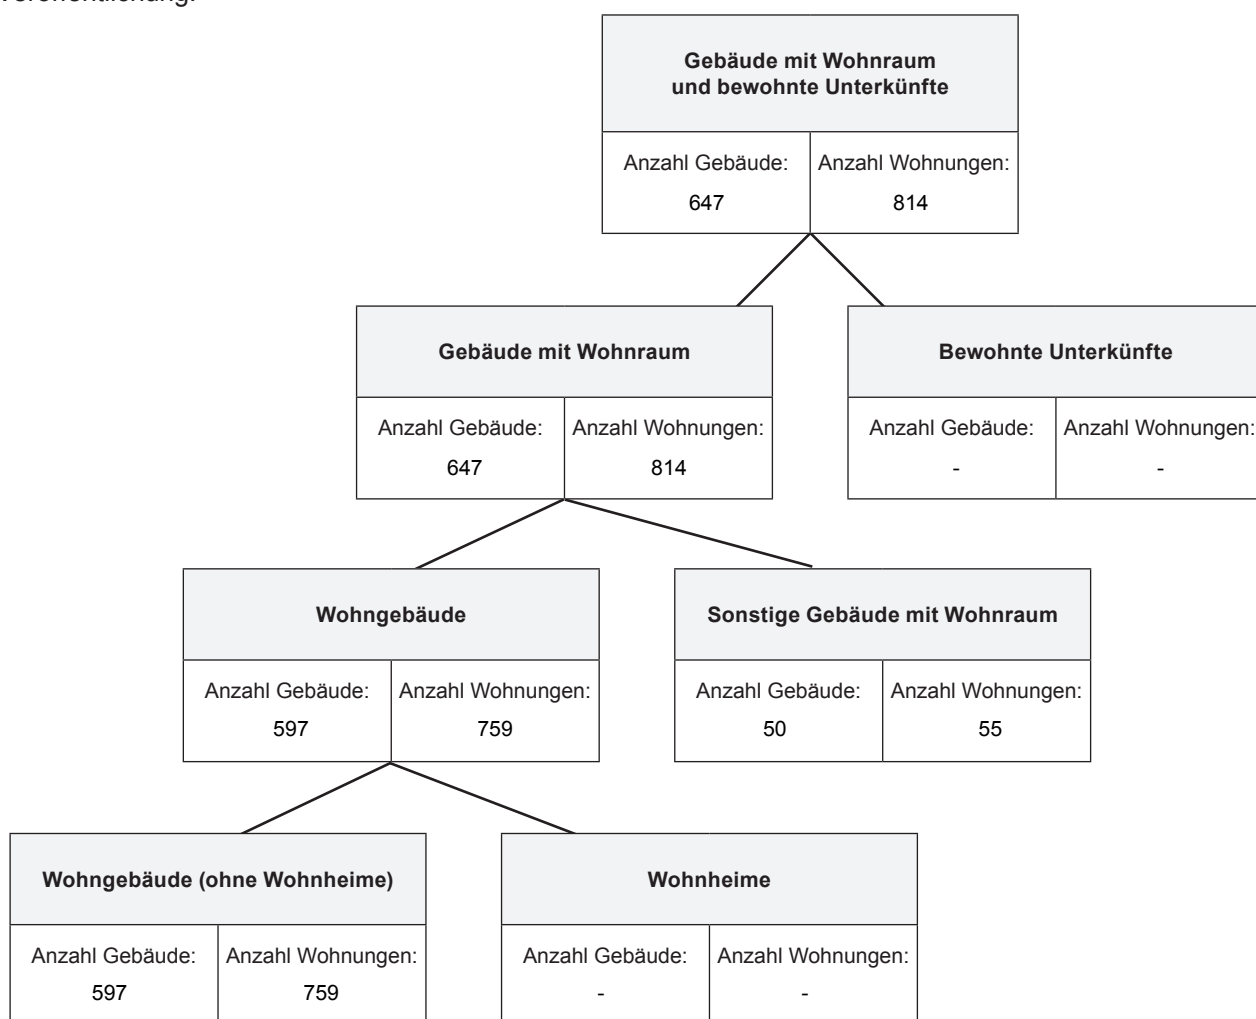 Veröffentlichung.
Gebäude mit Wohnraum
und bewohnte Unterkünfte
Anzahl Gebäude: Anzahl Wohnungen:
647 814
Gebäude mit Wohnraum
Bewohnte Unterkünfte
Anzahl Gebäude: Anzahl Wohnungen:
647 814
Anzahl Gebäude: Anzahl Wohnungen:
- -
Wohngebäude
Sonstige Gebäude mit Wohnraum
Anzahl Gebäude: Anzahl Wohnungen:
597 759
Anzahl Gebäude: Anzahl Wohnungen:
50 55
Wohngebäude (ohne Wohnheime)
Wohnheime
Anzahl Gebäude: Anzahl Wohnungen:
597 759
Anzahl Gebäude: Anzahl Wohnungen:
- -